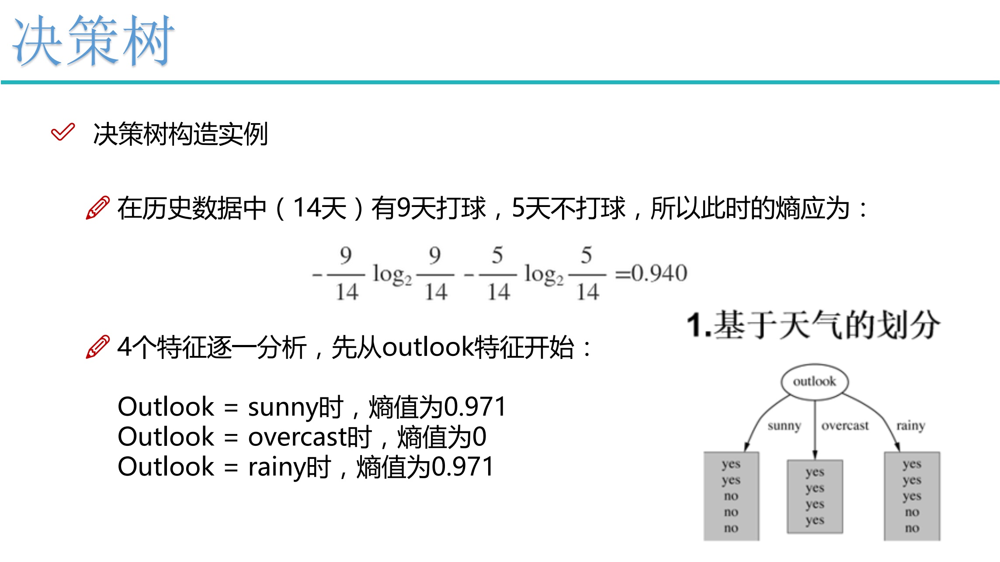 决策树
决策树构造实例
在历史数据中（14天）有9天打球，5天不打球，所以此时的熵应为：
-9/14 log₂ 9/14 - 5/14 log₂ 5/14 =0.940
1.基于天气的划分
4个特征逐一分析，先从outlook特征开始：
Outlook = sunny时，熵值为0.971
Outlook = overcast时，熵值为0
Outlook = rainy时，熵值为0.971
outlook
sunny overcast rainy
yes
yes
no
no
no
yes
yes
yes
yes
yes
yes
yes
no
no